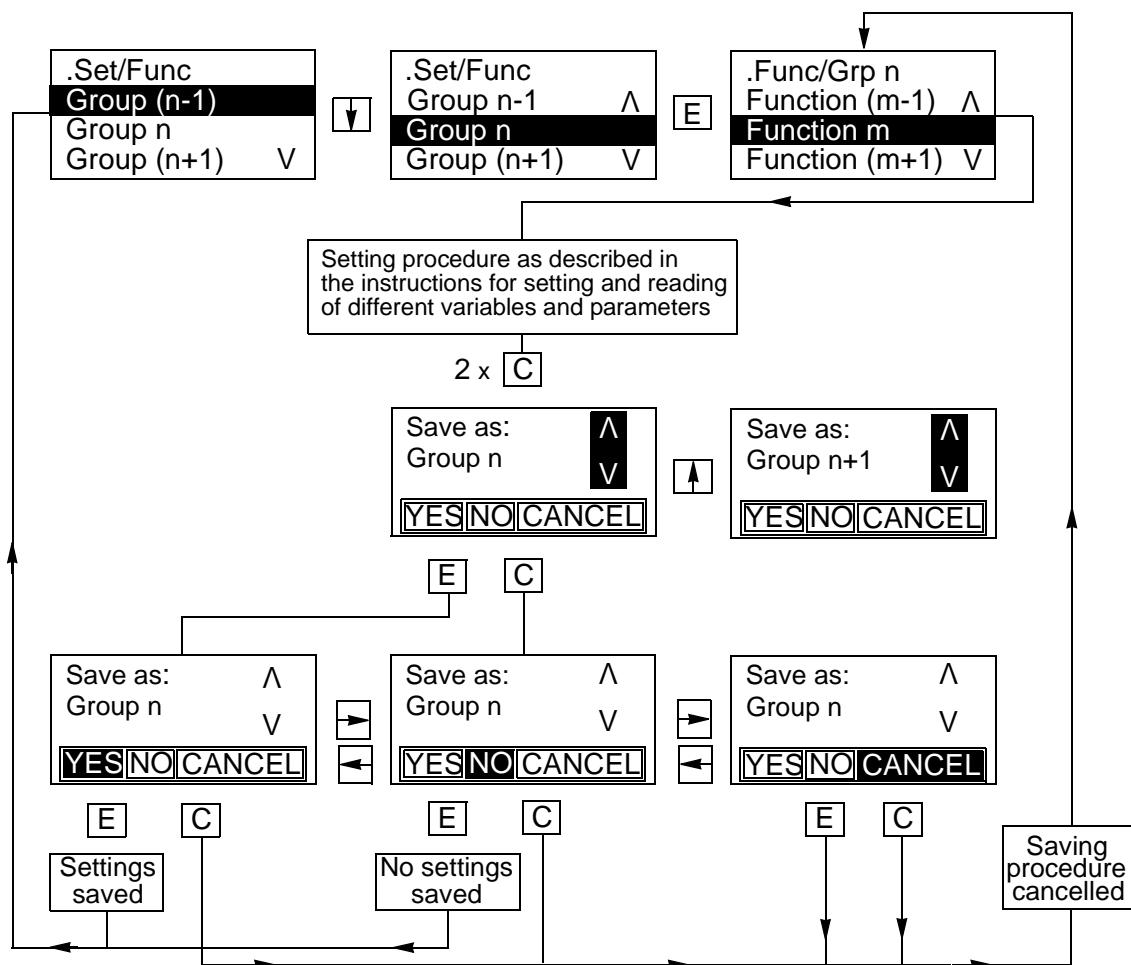 .Set/Func
Group (n-1)
Group n
Group (n+1) V
.Set/Func
Group n-1 Λ
Group n
Group (n+1) V
E
.Func/Grp n
Function (m-1) Λ
Function m
Function (m+1) V
Setting procedure as described in
the instructions for setting and reading
of different variables and parameters
2 x C
Save as: Λ
Group n V
YES NO CANCEL
Save as: Λ
Group n+1 V
YES NO CANCEL
E C
Save as: Λ
Group n V
YES NO CANCEL
Save as: Λ
Group n V
YES NO CANCEL
Save as: Λ
Group n V
YES NO CANCEL
E C
E C
E C
Settings
saved
No settings
saved
Saving
procedure
cancelled